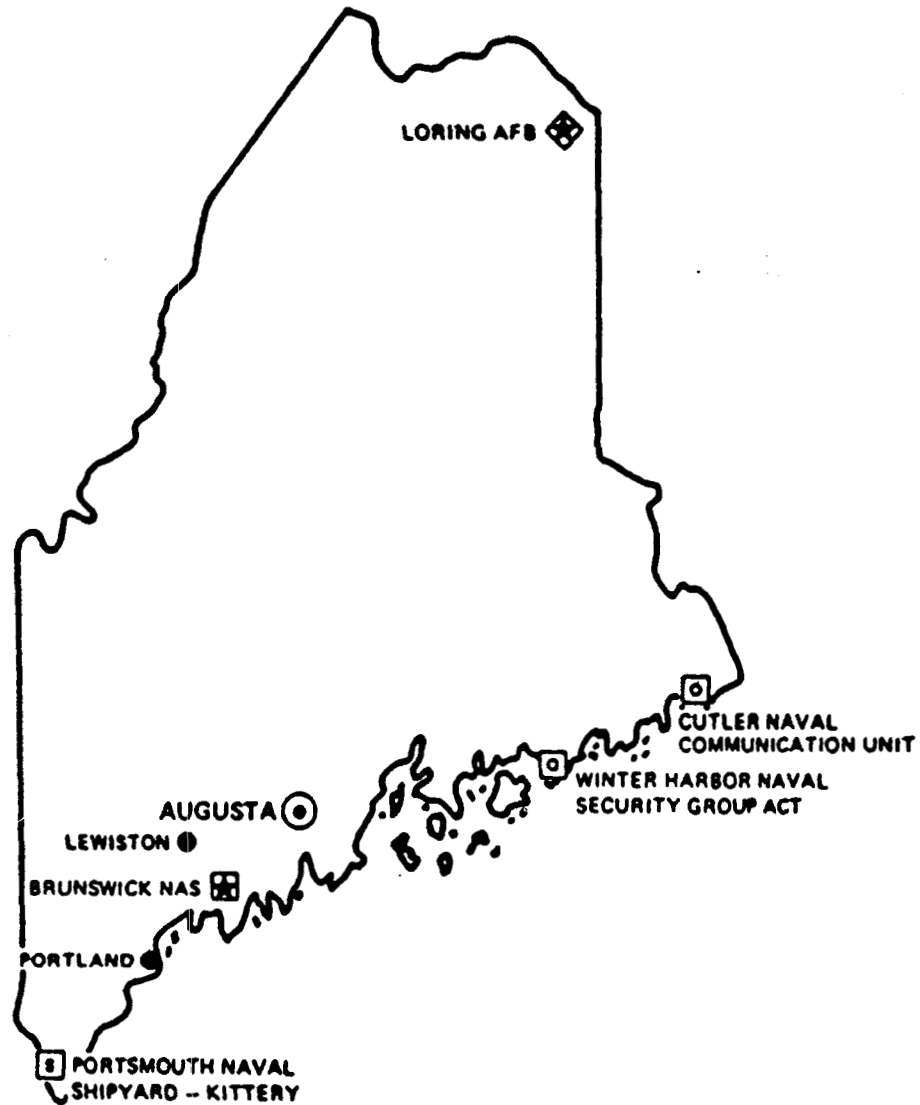 LORING AFB
CUTLER NAVAL
COMMUNICATION UNIT
WINTER HARBOR NAVAL
SECURITY GROUP ACT
AUGUSTA
LEWISTON
BRUNSWICK NAS
PORTLAND
S PORTSMOUTH NAVAL
SHIPYARD -- KITTERY